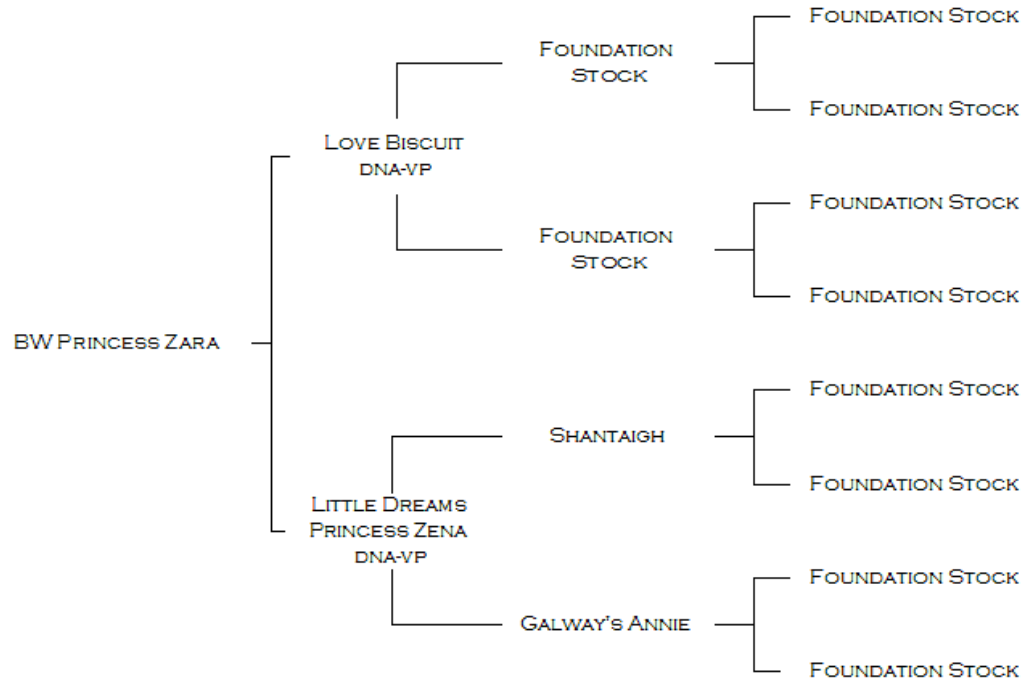 Foundation Stock
Foundation
Stock
Foundation Stock
Love Biscuit
DNA-VP
Foundation Stock
Foundation
Stock
Foundation Stock
BW Princess Zara
Foundation Stock
Shantaigh
Foundation Stock
Little Dreams
Princess Zena
DNA-VP
Foundation Stock
Galway's Annie
Foundation Stock